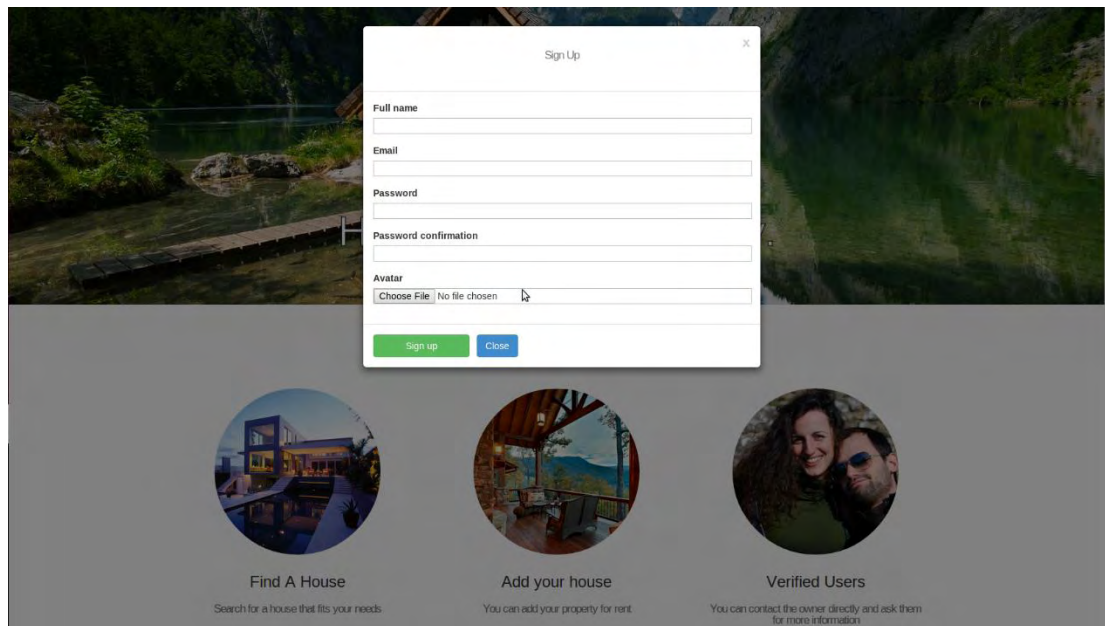 Sign Up
x
Full name
Email
Password
Password confirmation
Avatar
Choose File No file chosen
Sign up Close
Find A House
Search for a house that fits your needs
Add your house
You can add your property for rent
Verified Users
You can contact the owner directly and ask them
for more information